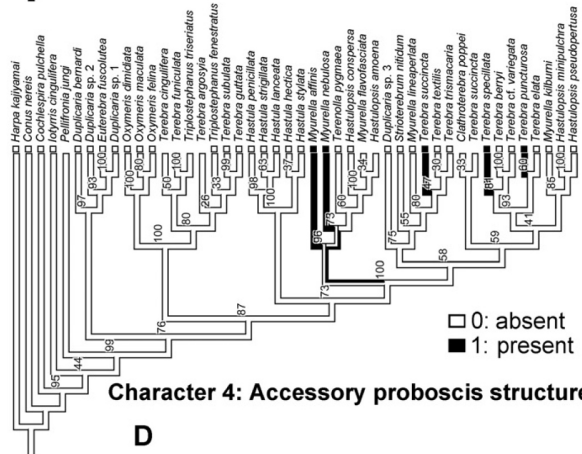 Harpa kajiyamai
Conus nereis
Cochlespira pulchella
Iotyrris cingulifera
Pellifronia jungi
Duplicaria bernardi
Duplicaria sp. 2
Euterebra fuscolutea
Duplicaria sp. 1
Oxymeris dimidiata
Oxymeris maculata
Oxymeris felina
Terebra cingulifera
Terebra funiculata
Triplostephanus triseriatus
Terebra argosyia
Triplostephanus fenestratus
Terebra subulata
Terebra guttata
Hastula penicillata
Hastula strigilata
Hastula lanceata
Hastula hectica
Hastula stylata
Myurella affinis
Myurella nebulosa
Terenolla pygmaea
Hastulopsis conspersa
Myurella flavofasciata
Hastulopsis amoena
Duplicaria sp. 3
Strioterebrum nitidum
Myurella lineaperlata
Terebra succincta
Terebra textilis
Terebra trismacaria
Clathroterebra poppei
Terebra succincta
Terebra speciliata
Terebra berryi
Terebra cf. variegata
Terebra puncturosa
Terebra elata
Myurella kilburni
Hastulopsis minipulchra
Hastulopsis pseudopertusa
100
93
97
80
100
100
50
99
33
26
80
100
63
98
37
100
73
96
34
100
60
30
47
80
55
75
33
81
100
93
69
41
100
85
59
58
100
73
87
76
99
44
95
0: absent
1: present
Character 4: Accessory proboscis structure
D